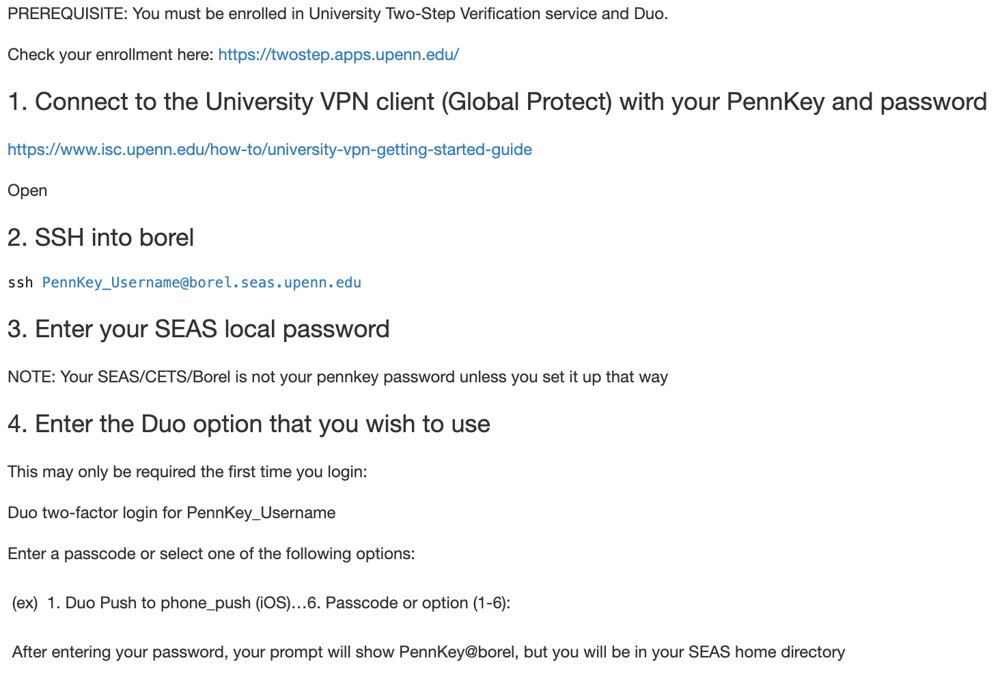 PREREQUISITE: You must be enrolled in University Two-Step Verification service and Duo.
Check your enrollment here: https://twostep.apps.upenn.edu/
1. Connect to the University VPN client (Global Protect) with your PennKey and password
https://www.isc.upenn.edu/how-to/university-vpn-getting-started-guide
Open
2. SSH into borel
ssh PennKey_Username@borel.seas.upenn.edu
3. Enter your SEAS local password
NOTE: Your SEAS/CETS/Borel is not your pennkey password unless you set it up that way
4. Enter the Duo option that you wish to use
This may only be required the first time you login:
Duo two-factor login for PennKey_Username
Enter a passcode or select one of the following options:
(ex)  1. Duo Push to phone_push (iOS)…6. Passcode or option (1-6):
After entering your password, your prompt will show PennKey@borel, but you will be in your SEAS home directory